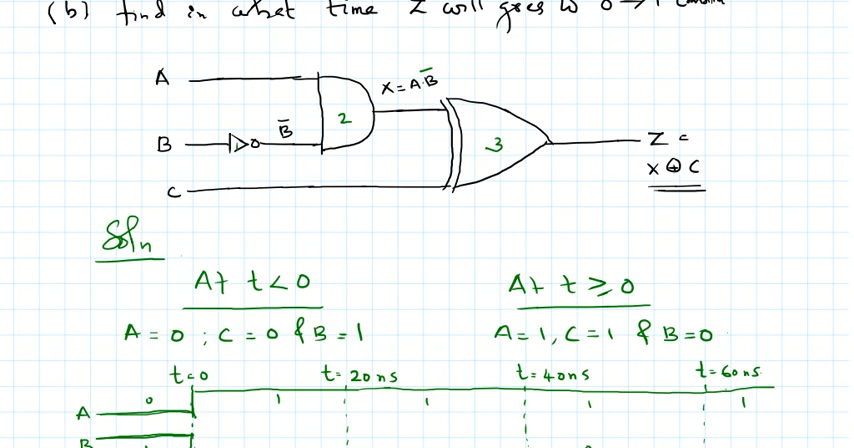 (b) find in what time Z will goes to 0 → 1
A X = A·B̄
B B̄ 2 3 Z =
X ⊕ C
C
Soln
At t < 0 At t ≥ 0
A = 0 ; C = 0 & B = 1 A = 1, C = 1 & B = 0
t = 0 t = 20 ns t = 40 ns t = 60 ns
A 0 1 1 1 1
B